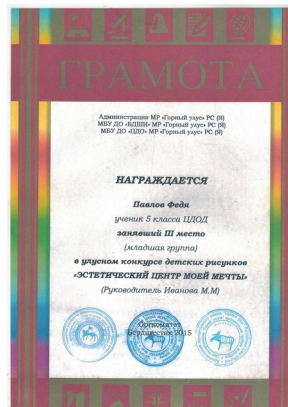 ГРАМОТА
Администрация МР «Горный улус» РС (Я)
МБУ ДО «БДШИ» МР «Горный улус» РС (Я)
МБУ ДО «ЦДО» МР «Горный улус» РС (Я)
НАГРАЖДАЕТСЯ
Павлов Федя
ученик 5 класса ЦДОД
занявший III место
(младшая группа)
в улусном конкурсе детских рисунков
«ЭСТЕТИЧЕСКИЙ ЦЕНТР МОЕЙ МЕЧТЫ»
(Руководитель Иванова М.М)
Оргкомитет
Бердигестях 2015